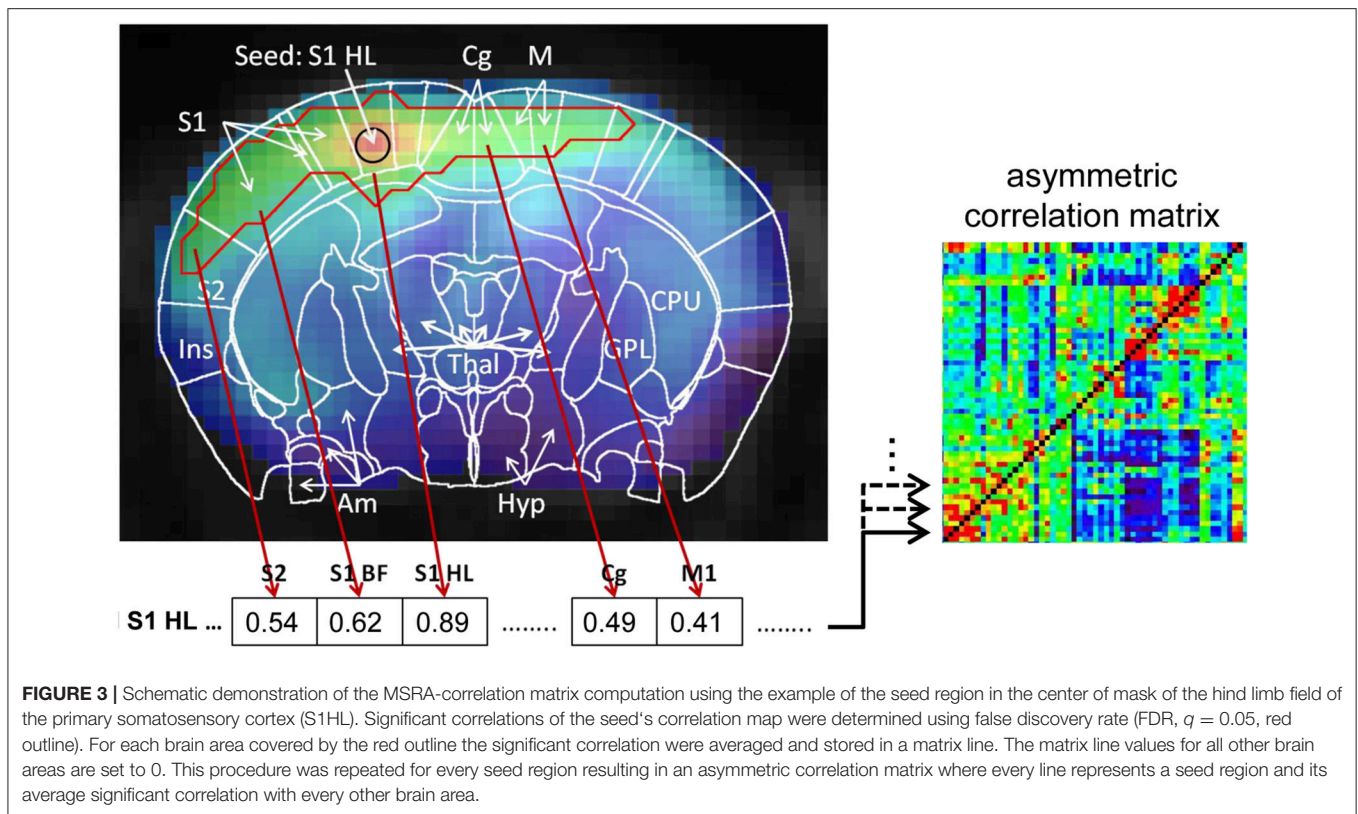 Seed: S1 HL Cg M
S1
asymmetric
correlation matrix
S2
CPU
Ins
GPL
Thal
Am Hyp
S2 S1 BF S1 HL Cg M1
S1 HL ... 0.54 0.62 0.89 ........ 0.49 0.41 ........
FIGURE 3 | Schematic demonstration of the MSRA-correlation matrix computation using the example of the seed region in the center of mask of the hind limb field of
the primary somatosensory cortex (S1HL). Significant correlations of the seed's correlation map were determined using false discovery rate (FDR, q = 0.05, red
outline). For each brain area covered by the red outline the significant correlation were averaged and stored in a matrix line. The matrix line values for all other brain
areas are set to 0. This procedure was repeated for every seed region resulting in an asymmetric correlation matrix where every line represents a seed region and its
average significant correlation with every other brain area.